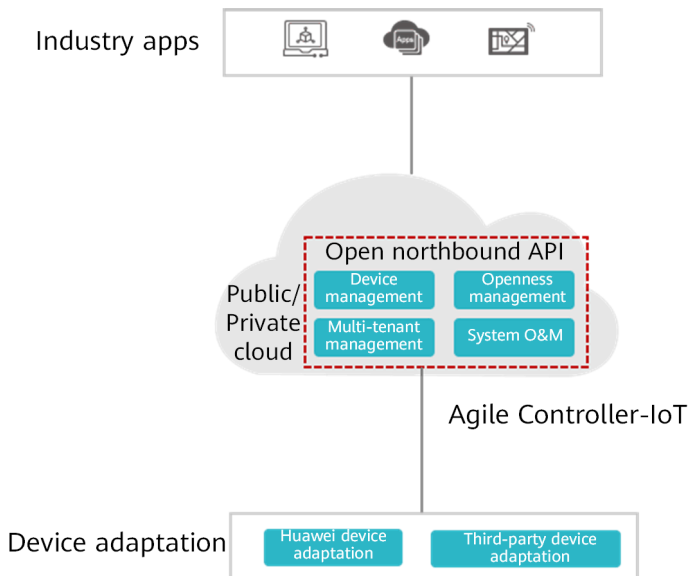 Industry apps
Apps
Open northbound API
Public/
Private
cloud
Device
management
Openness
management
Multi-tenant
management
System O&M
Agile Controller-IoT
Device adaptation
Huawei device
adaptation
Third-party device
adaptation